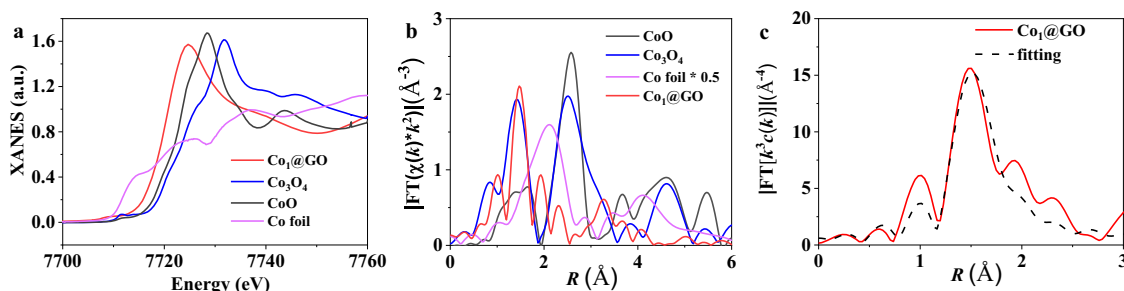 a
XANES (a.u.)
1.6
1.2
0.8
0.4
0.0
Co₁@GO
Co₃O₄
CoO
Co foil
7700
7720
7740
7760
Energy (eV)
b
|FT(χ(k)*k²)|(Å⁻³)
3
2
1
0
CoO
Co₃O₄
Co foil * 0.5
Co₁@GO
0
2
4
6
R (Å)
c
|FT[k³c(k)]|(Å⁻⁴)
20
15
10
5
0
Co₁@GO
fitting
0
1
2
3
R (Å)